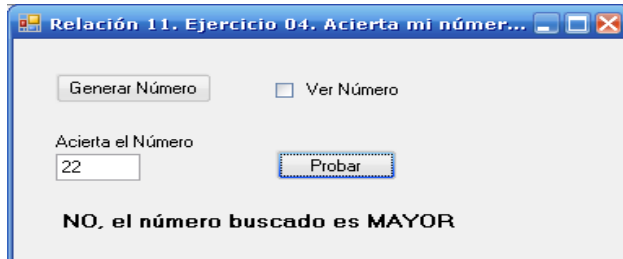 Relación 11. Ejercicio 04. Acierta mi númer...
Generar Número
Ver Número
Acierta el Número
22
Probar
NO, el número buscado es MAYOR